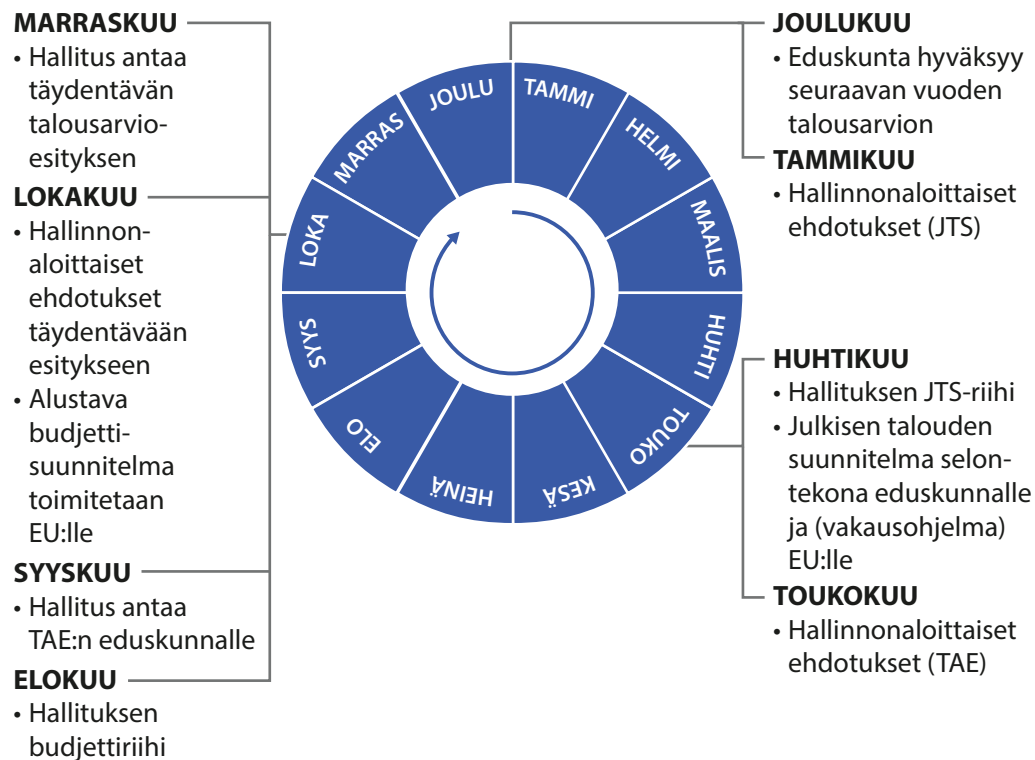 MARRASKUU
• Hallitus antaa
täydentävän
talousarvio-
esityksen
LOKAKUU
• Hallinnon-
aloittaiset
ehdotukset
täydentävään
esitykseen
• Alustava
budjetti-
suunnitelma
toimitetaan
EU:lle
SYYSKUU
• Hallitus antaa
TAE:n eduskunnalle
ELOKUU
• Hallituksen
budjettiriihi
TAMMI
HELMI
MAALIS
HUHTI
TOUKO
KESÄ
HEINÄ
ELO
SYYS
LOKA
MARRAS
JOULU
JOULUKUU
• Eduskunta hyväksyy
seuraavan vuoden
talousarvion
TAMMIKUU
• Hallinnonaloittaiset
ehdotukset (JTS)
HUHTIKUU
• Hallituksen JTS-riihi
• Julkisen talouden
suunnitelma selon-
tekona eduskunnalle
ja (vakausohjelma)
EU:lle
TOUKOKUU
• Hallinnonaloittaiset
ehdotukset (TAE)